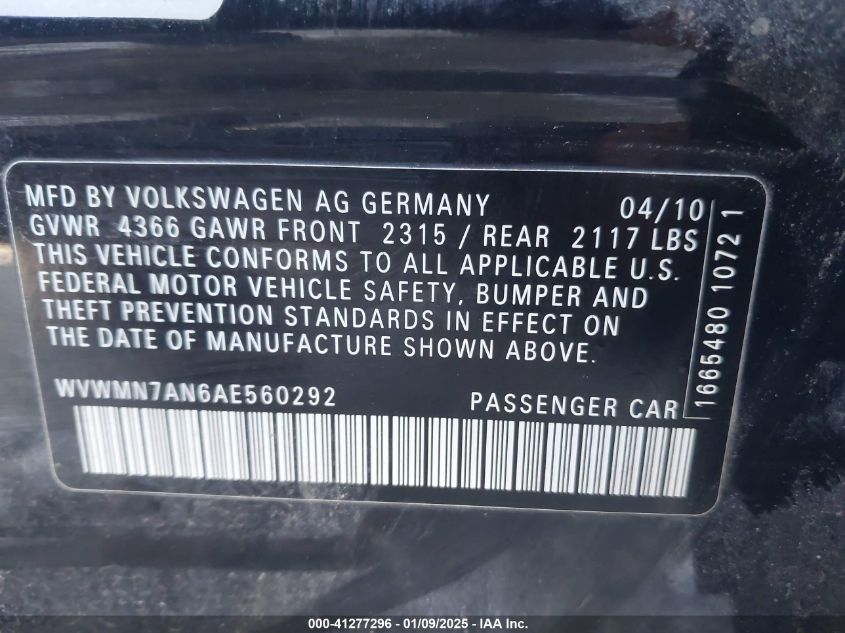 MFD BY VOLKSWAGEN AG GERMANY 04/10
GVWR 4366 GAWR FRONT 2315 / REAR 2117 LBS
THIS VEHICLE CONFORMS TO ALL APPLICABLE U.S.
FEDERAL MOTOR VEHICLE SAFETY, BUMPER AND
THEFT PREVENTION STANDARDS IN EFFECT ON
THE DATE OF MANUFACTURE SHOWN ABOVE.
WVWMN7AN6AE560292 PASSENGER CAR
1665480 1072 1
000-41277296 - 01/09/2025 - IAA Inc.